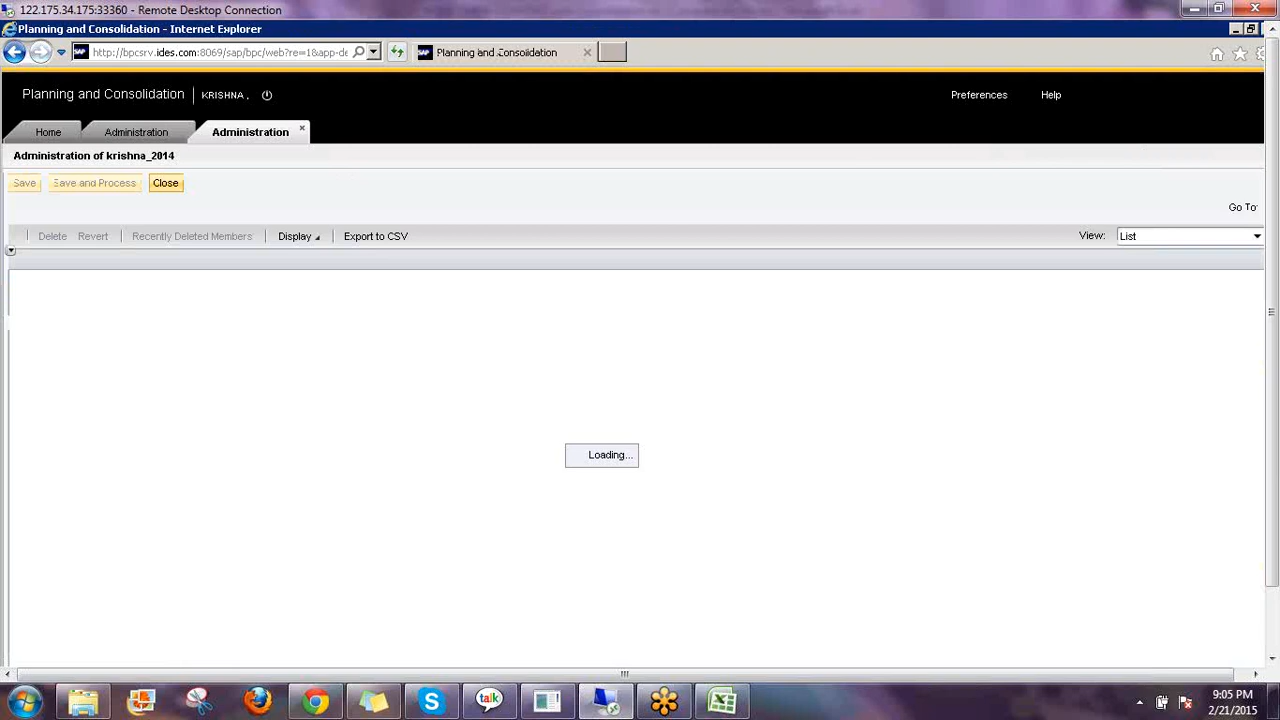 122.175.34.175:33360 - Remote Desktop Connection
Planning and Consolidation - Internet Explorer
http://bpcsrv.ides.com:8069/sap/bpc/web?re=1&app-de
SAP Planning and Consolidation
Planning and Consolidation KRISHNA . Preferences Help
Home Administration Administration
Administration of krishna_2014
Save Save and Process Close
Go To
Delete Revert Recently Deleted Members Display Export to CSV View: List
Loading...
talk
9:05 PM
2/21/2015